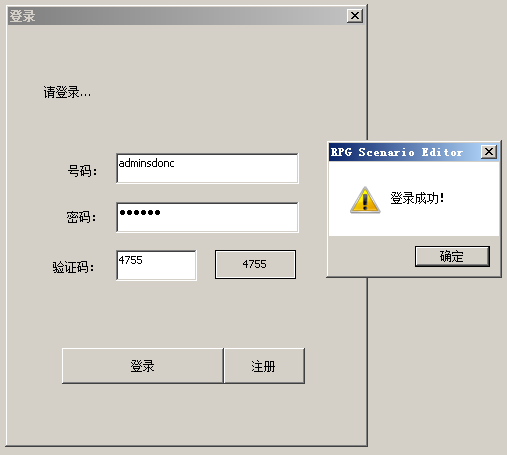 登录
请登录...
号码： adminsdonc
密码： ●●●●●●
验证码： 4755 4755
登录 注册
RPG Scenario Editor
登录成功！
确定